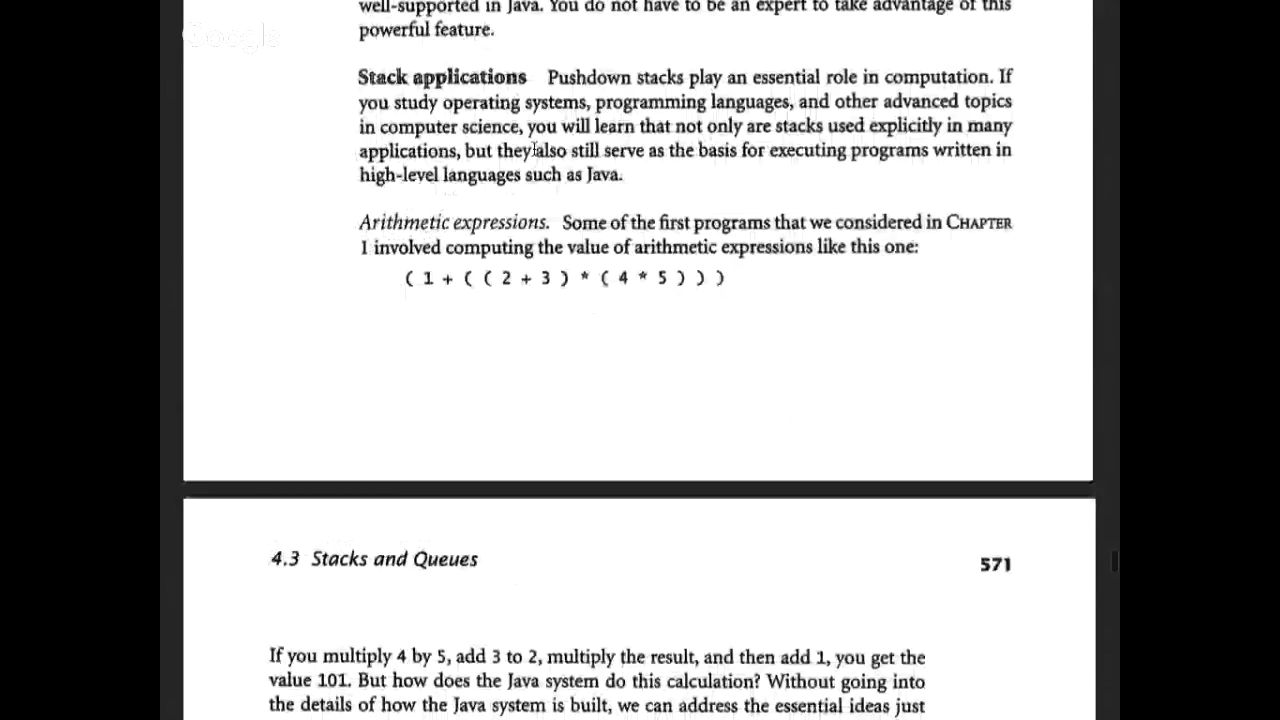 Google
well-supported in Java. You do not have to be an expert to take advantage of this
powerful feature.
Stack applications Pushdown stacks play an essential role in computation. If
you study operating systems, programming languages, and other advanced topics
in computer science, you will learn that not only are stacks used explicitly in many
applications, but they also still serve as the basis for executing programs written in
high-level languages such as Java.
Arithmetic expressions. Some of the first programs that we considered in CHAPTER
1 involved computing the value of arithmetic expressions like this one:
( 1 + ( ( 2 + 3 ) * ( 4 * 5 ) ) )
4.3 Stacks and Queues
571
If you multiply 4 by 5, add 3 to 2, multiply the result, and then add 1, you get the
value 101. But how does the Java system do this calculation? Without going into
the details of how the Java system is built, we can address the essential ideas just